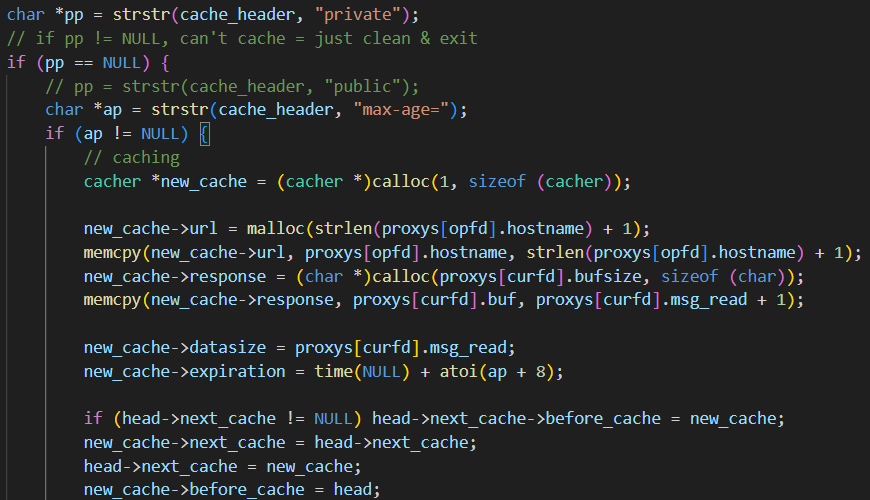 char *pp = strstr(cache_header, "private");
// if pp != NULL, can't cache = just clean & exit
if (pp == NULL) {
    // pp = strstr(cache_header, "public");
    char *ap = strstr(cache_header, "max-age=");
    if (ap != NULL) {
        // caching
        cacher *new_cache = (cacher *)calloc(1, sizeof (cacher));

        new_cache->url = malloc(strlen(proxys[opfd].hostname) + 1);
        memcpy(new_cache->url, proxys[opfd].hostname, strlen(proxys[opfd].hostname) + 1);
        new_cache->response = (char *)calloc(proxys[curfd].bufsize, sizeof (char));
        memcpy(new_cache->response, proxys[curfd].buf, proxys[curfd].msg_read + 1);

        new_cache->datasize = proxys[curfd].msg_read;
        new_cache->expiration = time(NULL) + atoi(ap + 8);

        if (head->next_cache != NULL) head->next_cache->before_cache = new_cache;
        new_cache->next_cache = head->next_cache;
        head->next_cache = new_cache;
        new_cache->before_cache = head;